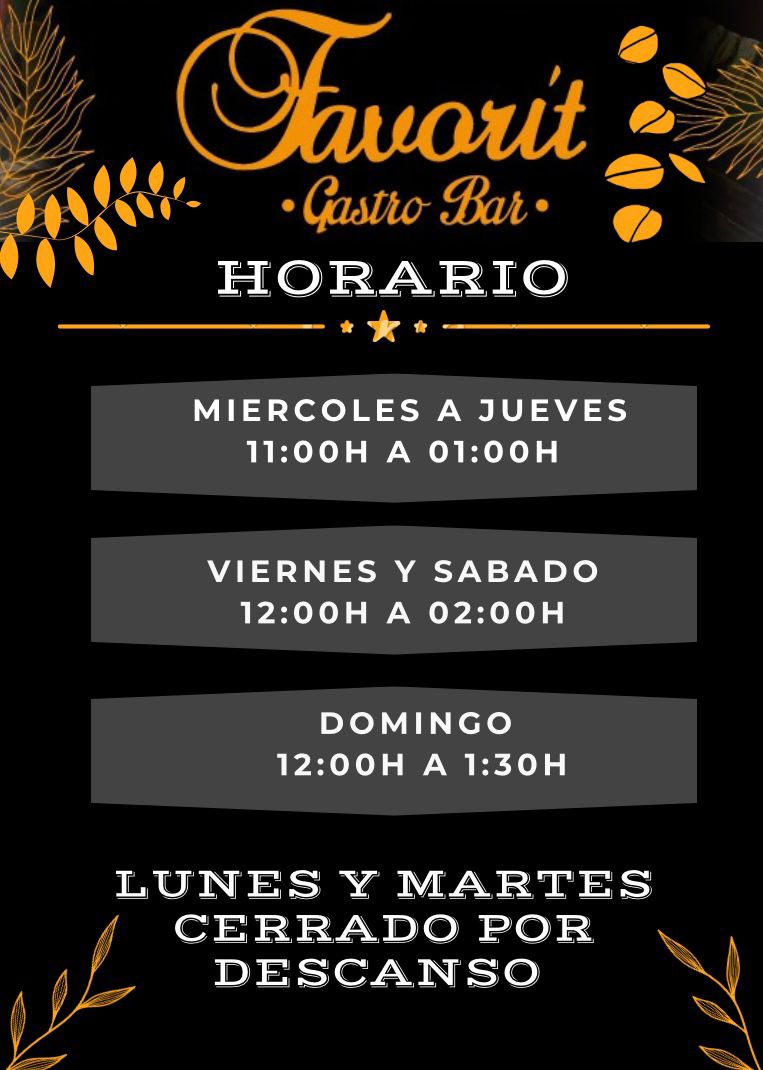 Favorit
• Gastro Bar •
HORARIO
MIERCOLES A JUEVES
11:00H A 01:00H
VIERNES Y SABADO
12:00H A 02:00H
DOMINGO
12:00H A 1:30H
LUNES Y MARTES
CERRADO POR
DESCANSO